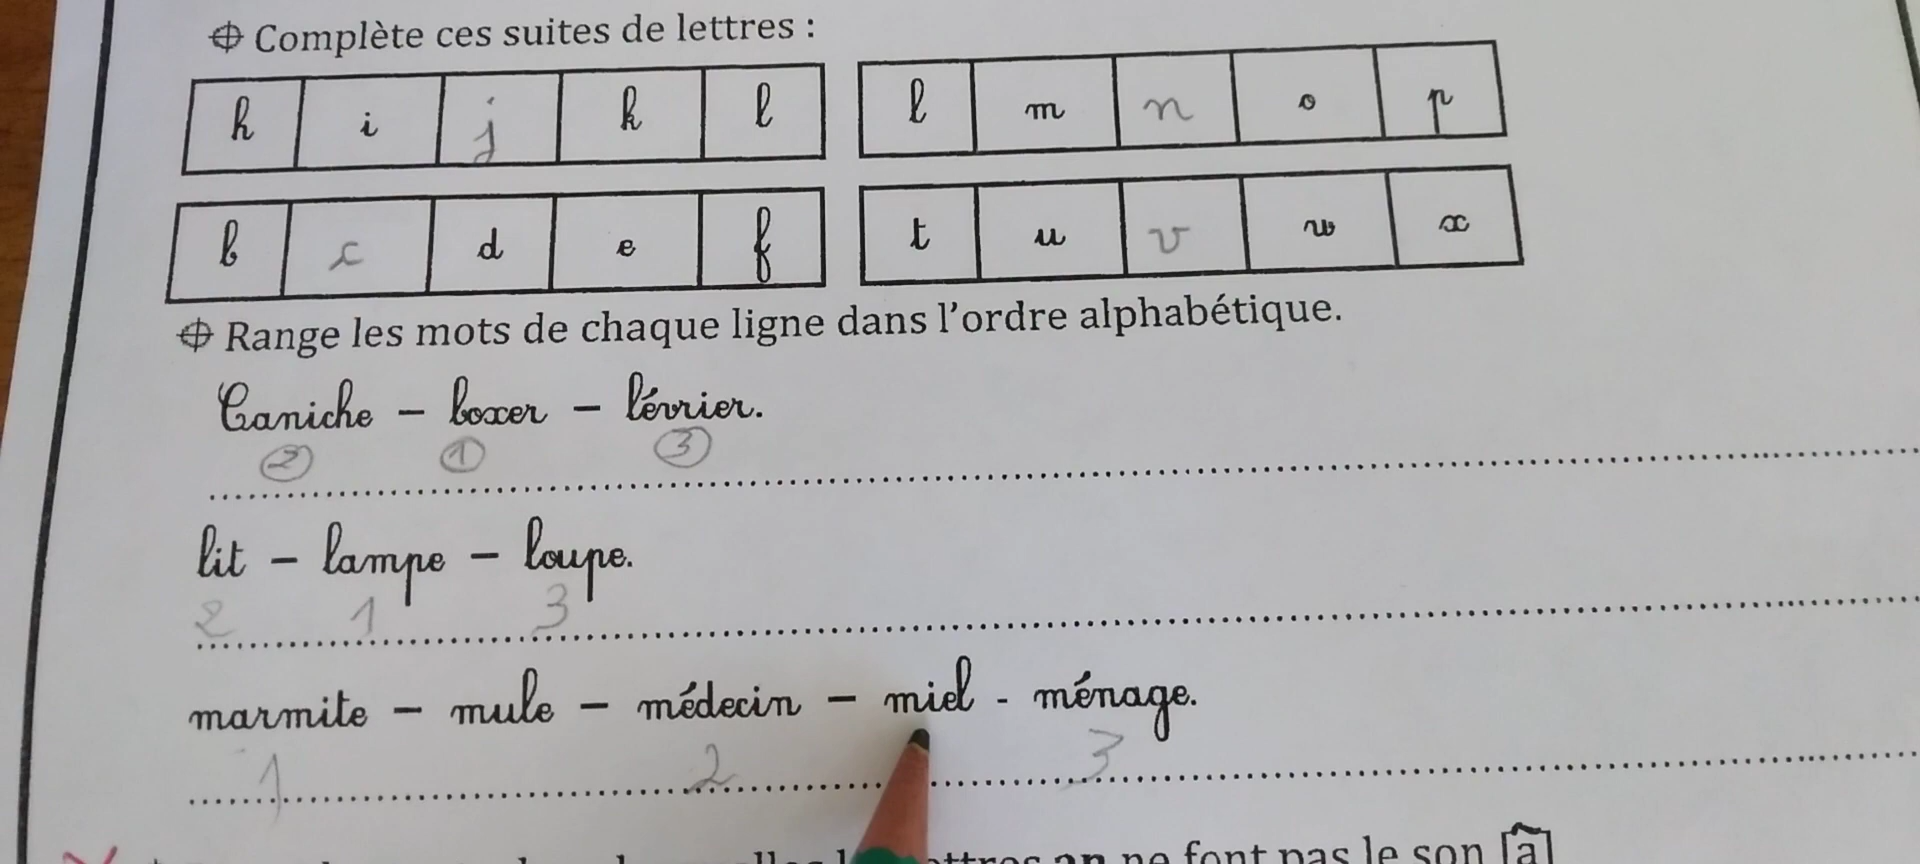 Complète ces suites de lettres :
h i j k l l m n o p
b c d e f t u v w x
Range les mots de chaque ligne dans l'ordre alphabétique.
Caniche – boxer – lévrier.
2 1 3
lit – lampe – loupe.
2 1 3
marmite – mule – médecin – miel - ménage.
1 2 3
ne font pas le son [ã]